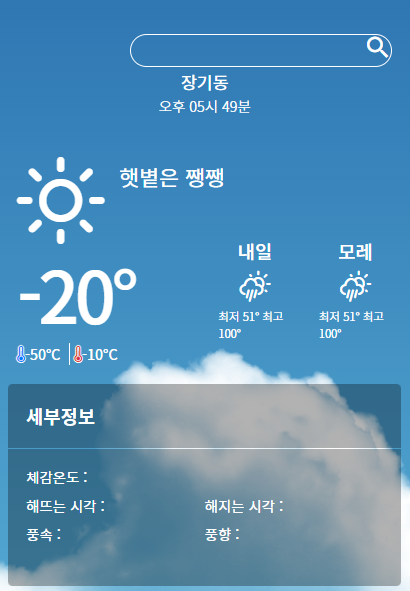 장기동
오후 05시 49분
햇볕은 쨍쨍
-20°
-50°C
-10°C
내일
최저 51° 최고
100°
모레
최저 51° 최고
100°
세부정보
체감온도 :
해뜨는 시각 :
해지는 시각 :
풍속 :
풍향 :